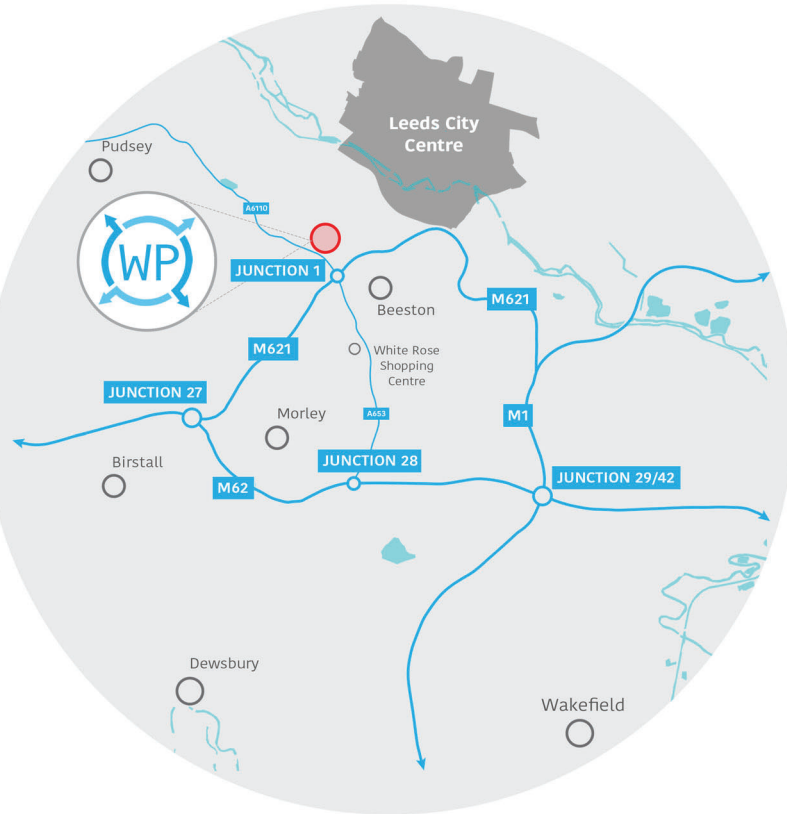 Leeds City
Centre
Pudsey
A6110
WP
JUNCTION 1
Beeston
M621
M621
White Rose
Shopping
Centre
JUNCTION 27
Morley
A653
M1
Birstall
JUNCTION 28
M62
JUNCTION 29/42
Dewsbury
Wakefield